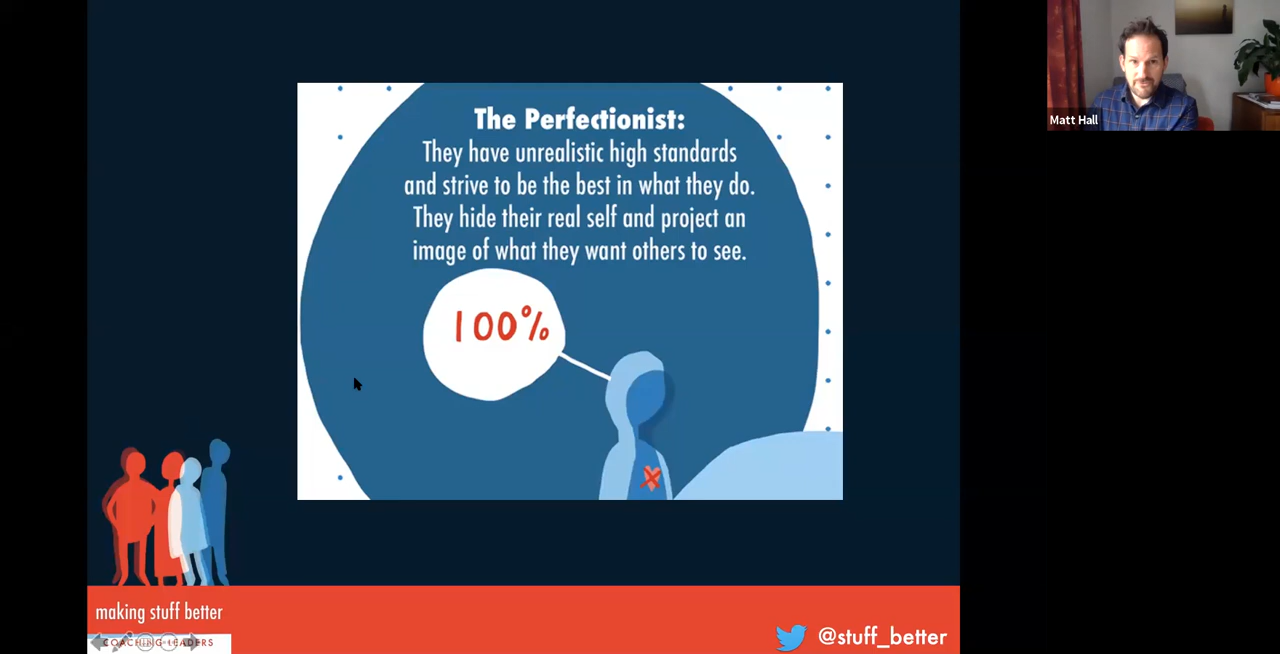 The Perfectionist:
They have unrealistic high standards
and strive to be the best in what they do.
They hide their real self and project an
image of what they want others to see.
100%
Matt Hall
making stuff better
COACHING LEADERS
@stuff_better